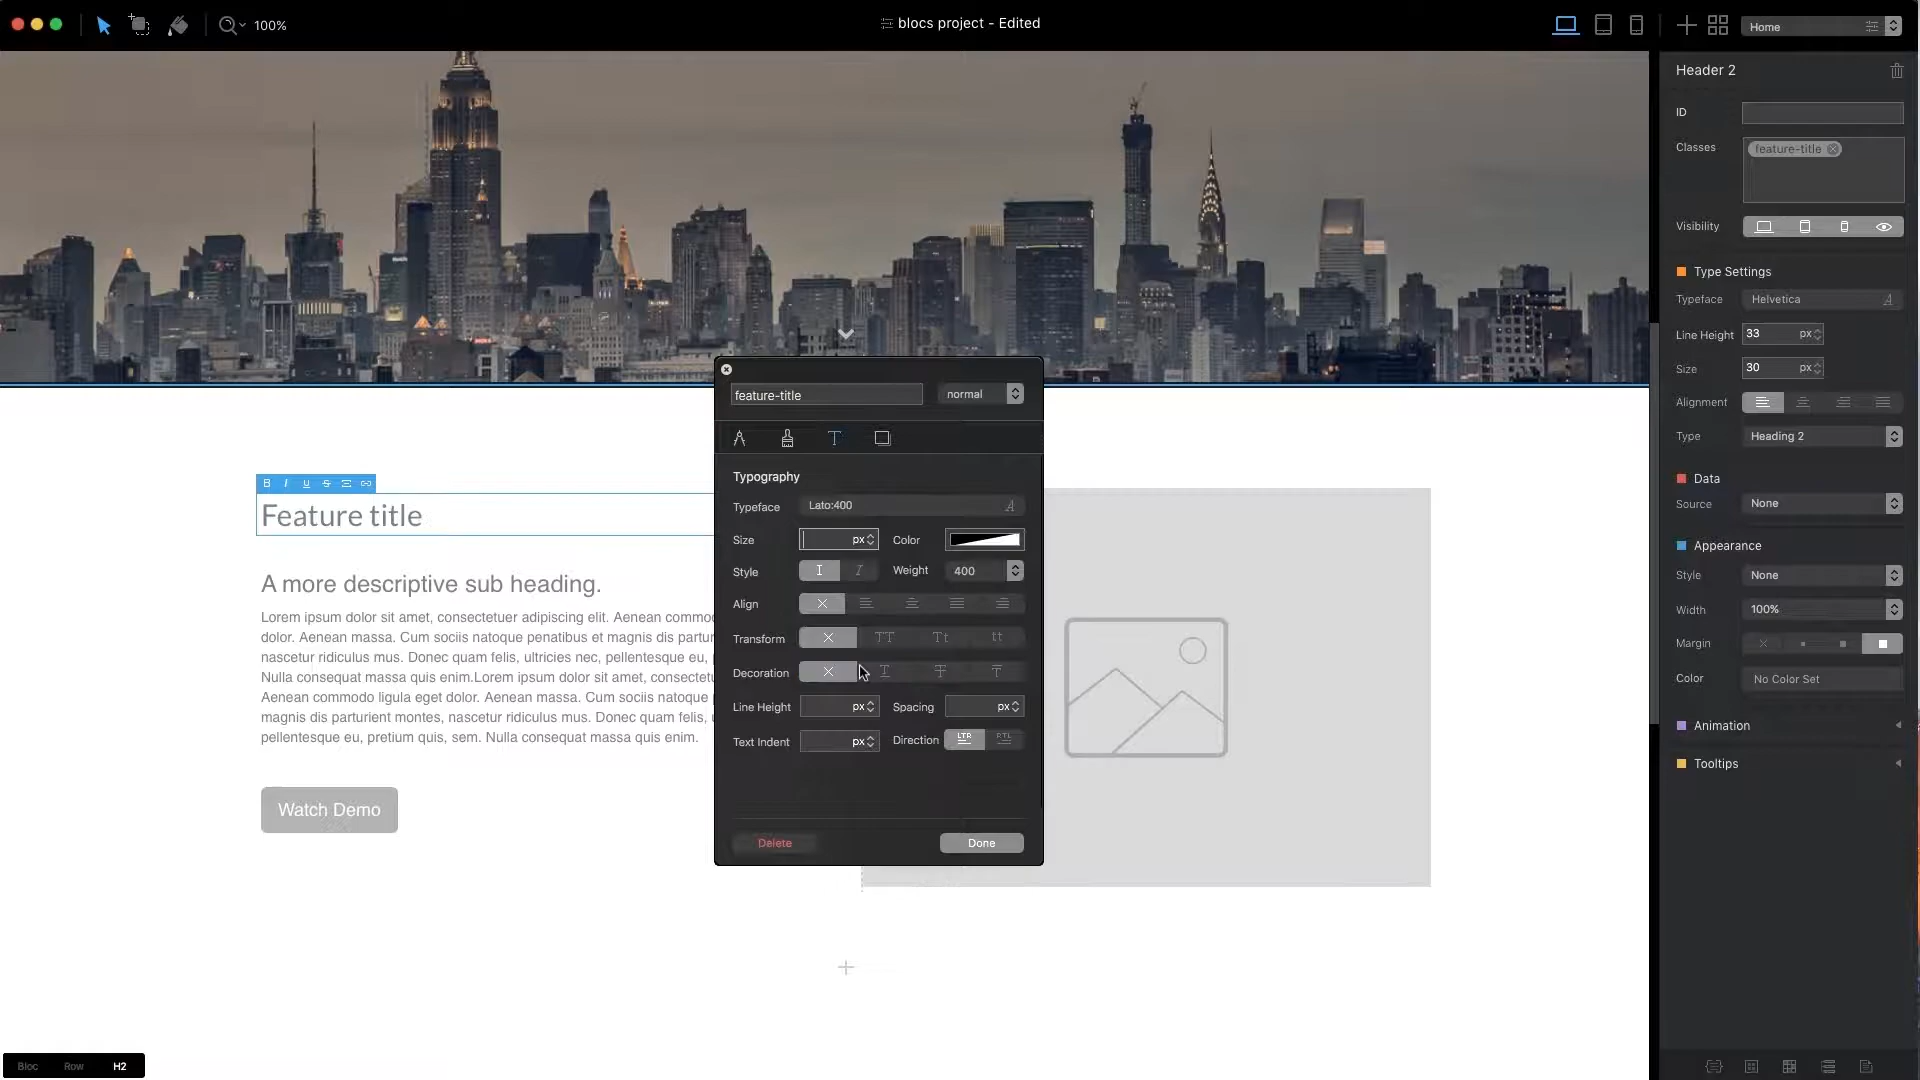 100%
blocs project - Edited
Home
Header 2
ID
Classes
feature-title
Visibility
Type Settings
Typeface
Helvetica
Line Height
33
px
Size
30
px
Alignment
Type
Heading 2
Data
Source
None
Appearance
Style
None
Width
100%
Margin
Color
No Color Set
Animation
Tooltips
feature-title
normal
T
Typography
Typeface
Lato:400
Size
px
Color
Style
I
I
Weight
400
Align
Transform
TT
Tt
tt
Decoration
T
T
T
Line Height
px
Spacing
px
Text Indent
px
Direction
LTR
RTL
Delete
Done
B I U S
Feature title
A more descriptive sub heading.
Lorem ipsum dolor sit amet, consectetuer adipiscing elit. Aenean commo
dolor. Aenean massa. Cum sociis natoque penatibus et magnis dis partur
nascetur ridiculus mus. Donec quam felis, ultricies nec, pellentesque eu,
Nulla consequat massa quis enim.Lorem ipsum dolor sit amet, consectet
Aenean commodo ligula eget dolor. Aenean massa. Cum sociis natoque
magnis dis parturient montes, nascetur ridiculus mus. Donec quam felis,
pellentesque eu, pretium quis, sem. Nulla consequat massa quis enim.
Watch Demo
Bloc
Row
H2